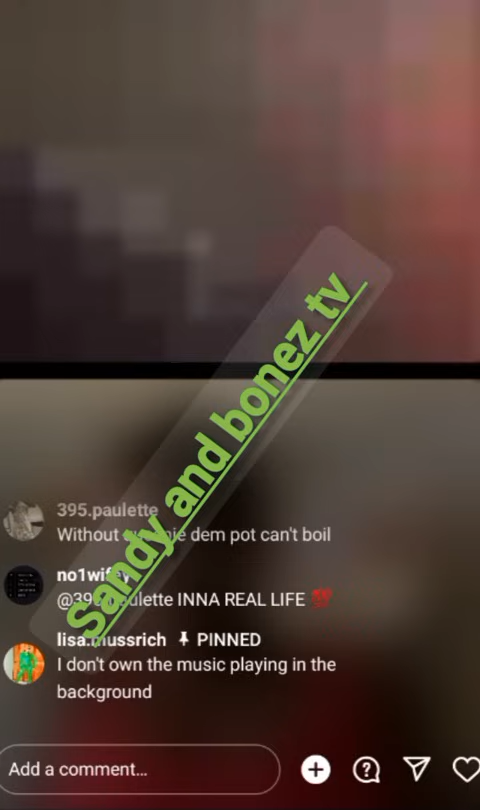 Sandy and bonez tv
395.paulette
Without dem pot can't boil
INNA REAL LIFE 💯
PINNED
I don't own the music playing in the
background
Add a comment...